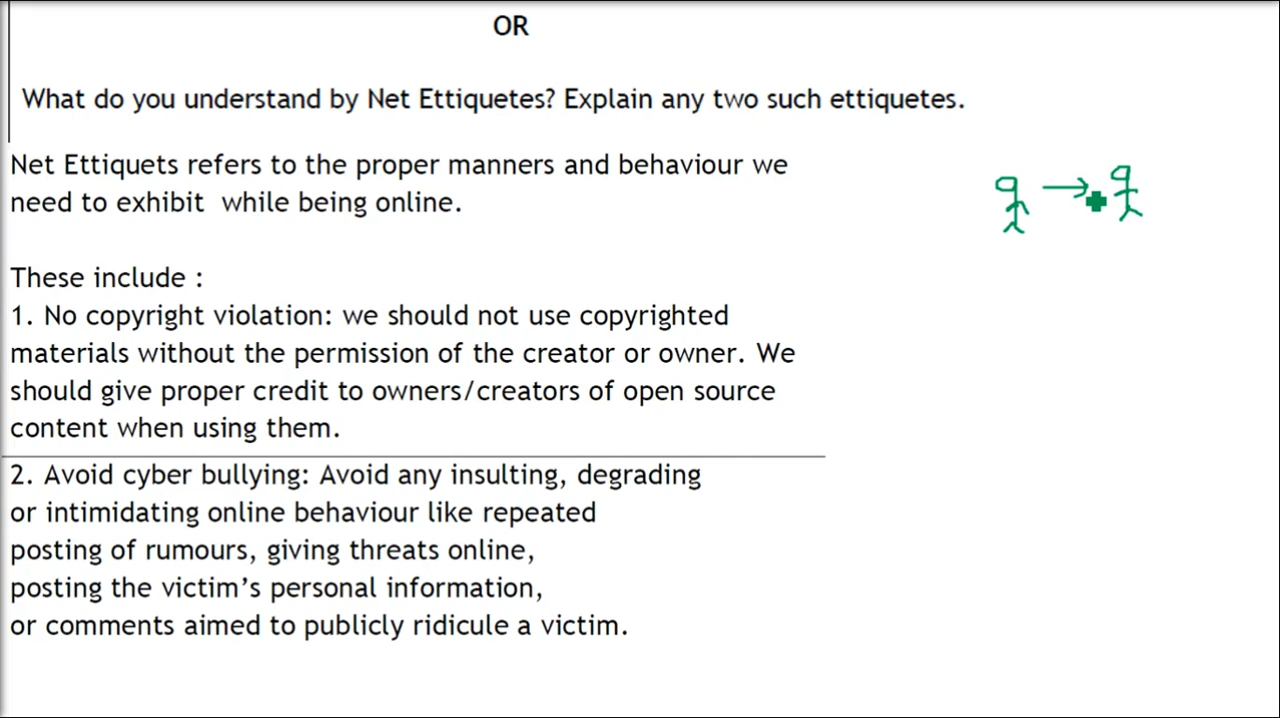 OR
What do you understand by Net Ettiquetes? Explain any two such ettiquetes.
Net Ettiquets refers to the proper manners and behaviour we
need to exhibit  while being online.
These include :
1. No copyright violation: we should not use copyrighted
materials without the permission of the creator or owner. We
should give proper credit to owners/creators of open source
content when using them.
2. Avoid cyber bullying: Avoid any insulting, degrading
or intimidating online behaviour like repeated
posting of rumours, giving threats online,
posting the victim’s personal information,
or comments aimed to publicly ridicule a victim.